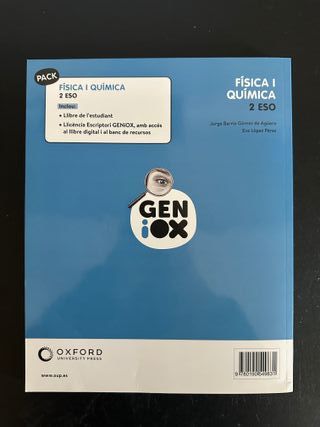 PACK
FÍSICA I QUÍMICA
2 ESO
Inclou:
• Llibre de l'estudiant
• Llicència Escriptori GENiOX, amb accés
al llibre digital i al banc de recursos
FÍSICA I
QUÍMICA
2 ESO
Jorge Barrio Gómez de Agüero
Eva López Pérez
GEN
iOX
OXFORD
UNIVERSITY PRESS
www.oup.es